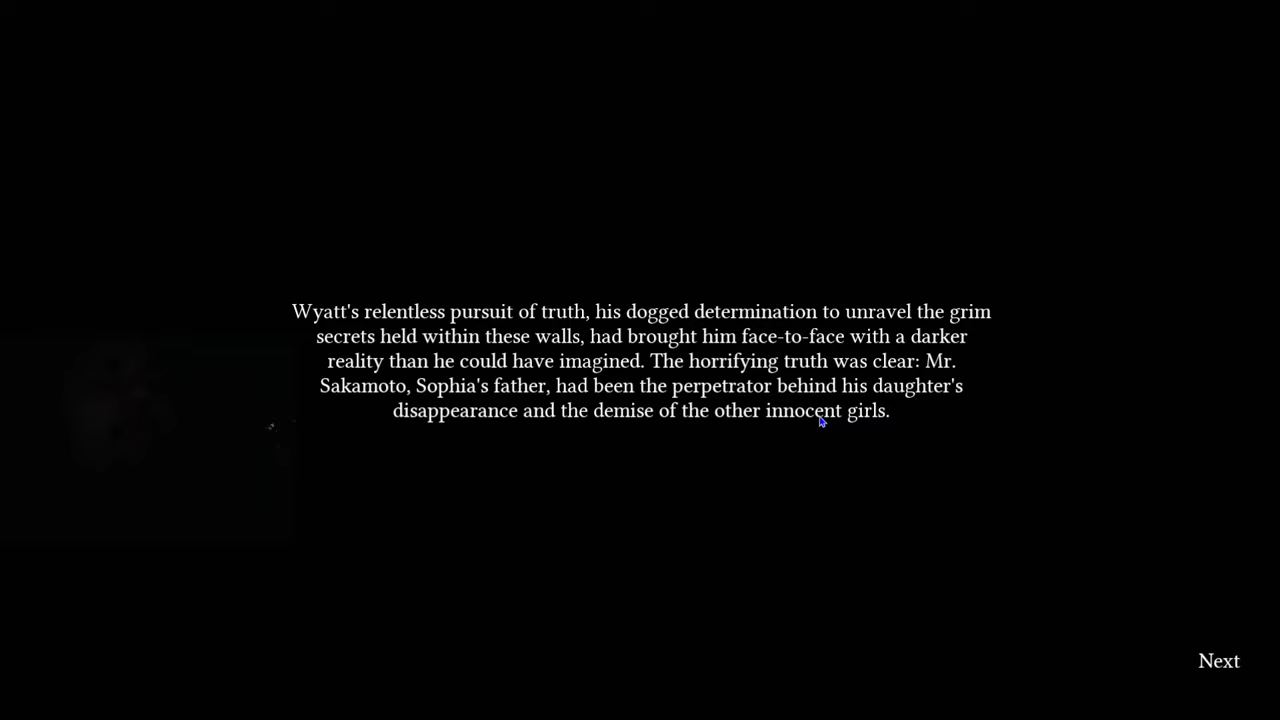 Wyatt's relentless pursuit of truth, his dogged determination to unravel the grim
secrets held within these walls, had brought him face-to-face with a darker
reality than he could have imagined. The horrifying truth was clear: Mr.
Sakamoto, Sophia's father, had been the perpetrator behind his daughter's
disappearance and the demise of the other innocent girls.
Next